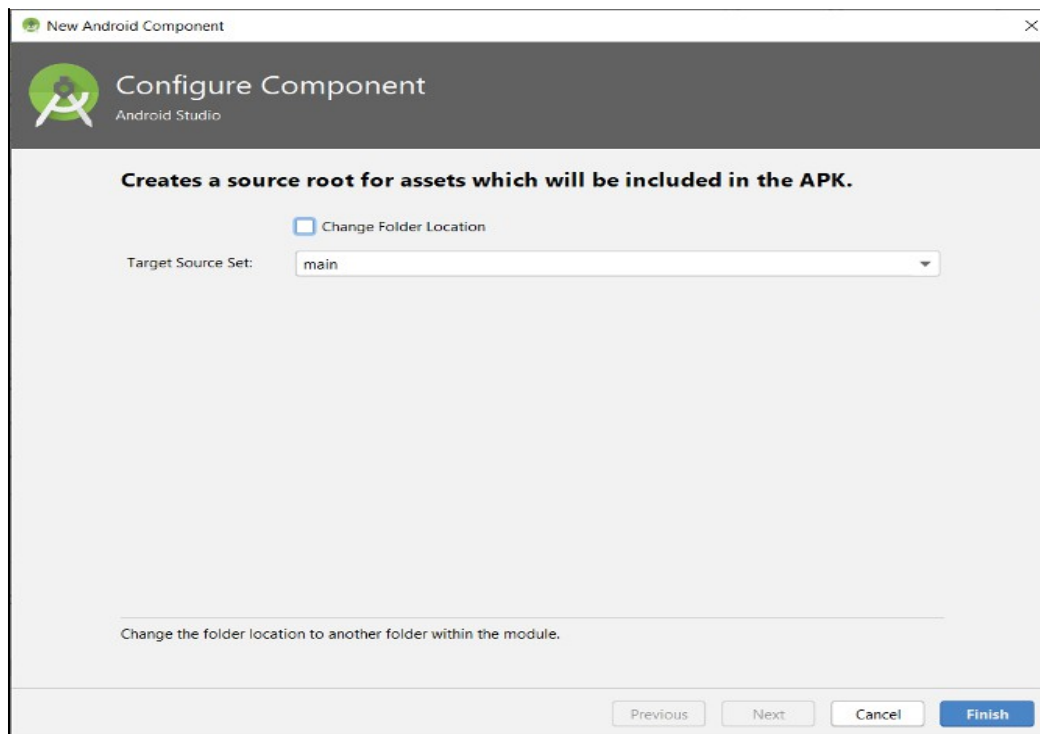 New Android Component
Configure Component
Android Studio
Creates a source root for assets which will be included in the APK.
Change Folder Location
Target Source Set:
main
Change the folder location to another folder within the module.
Previous
Next
Cancel
Finish